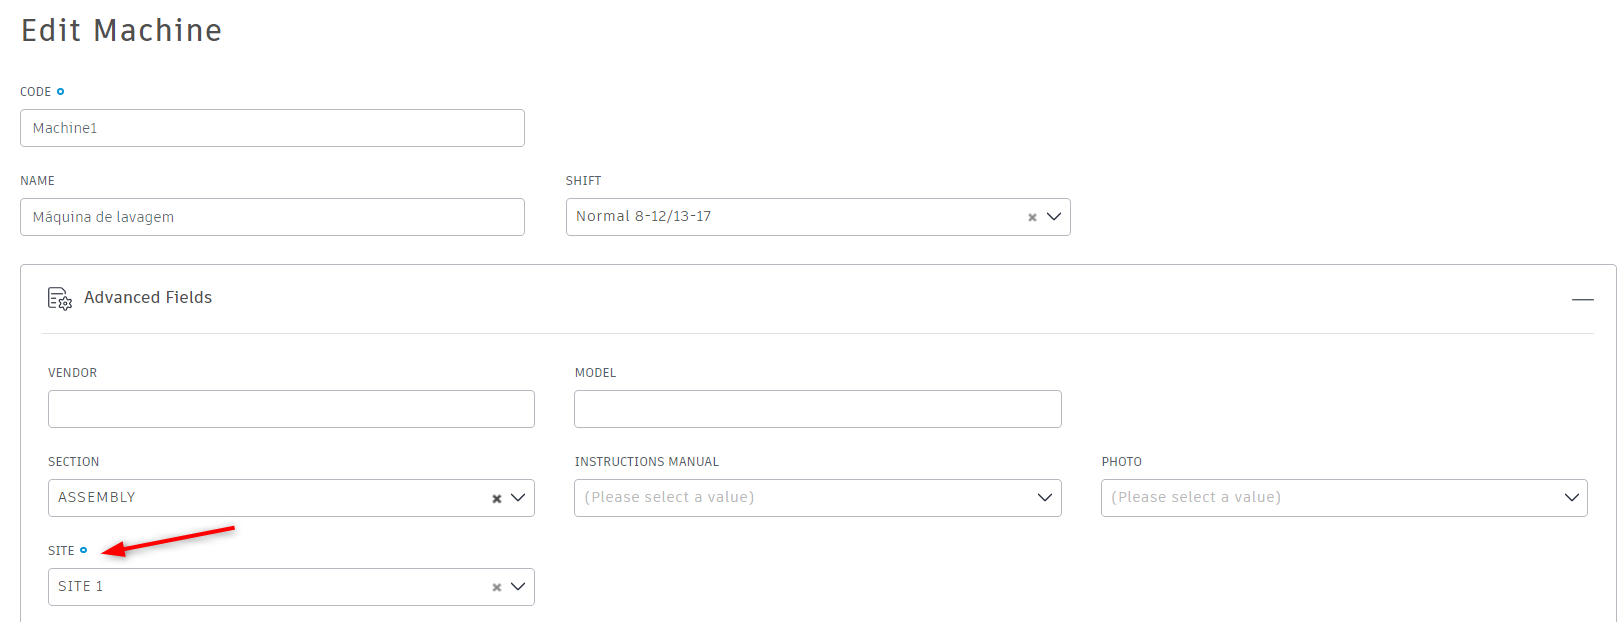 Edit Machine
CODE
Machine1
NAME
SHIFT
Máquina de lavagem
Normal 8-12/13-17
Advanced Fields
VENDOR
MODEL
SECTION
INSTRUCTIONS MANUAL
PHOTO
ASSEMBLY
(Please select a value)
(Please select a value)
SITE
SITE 1